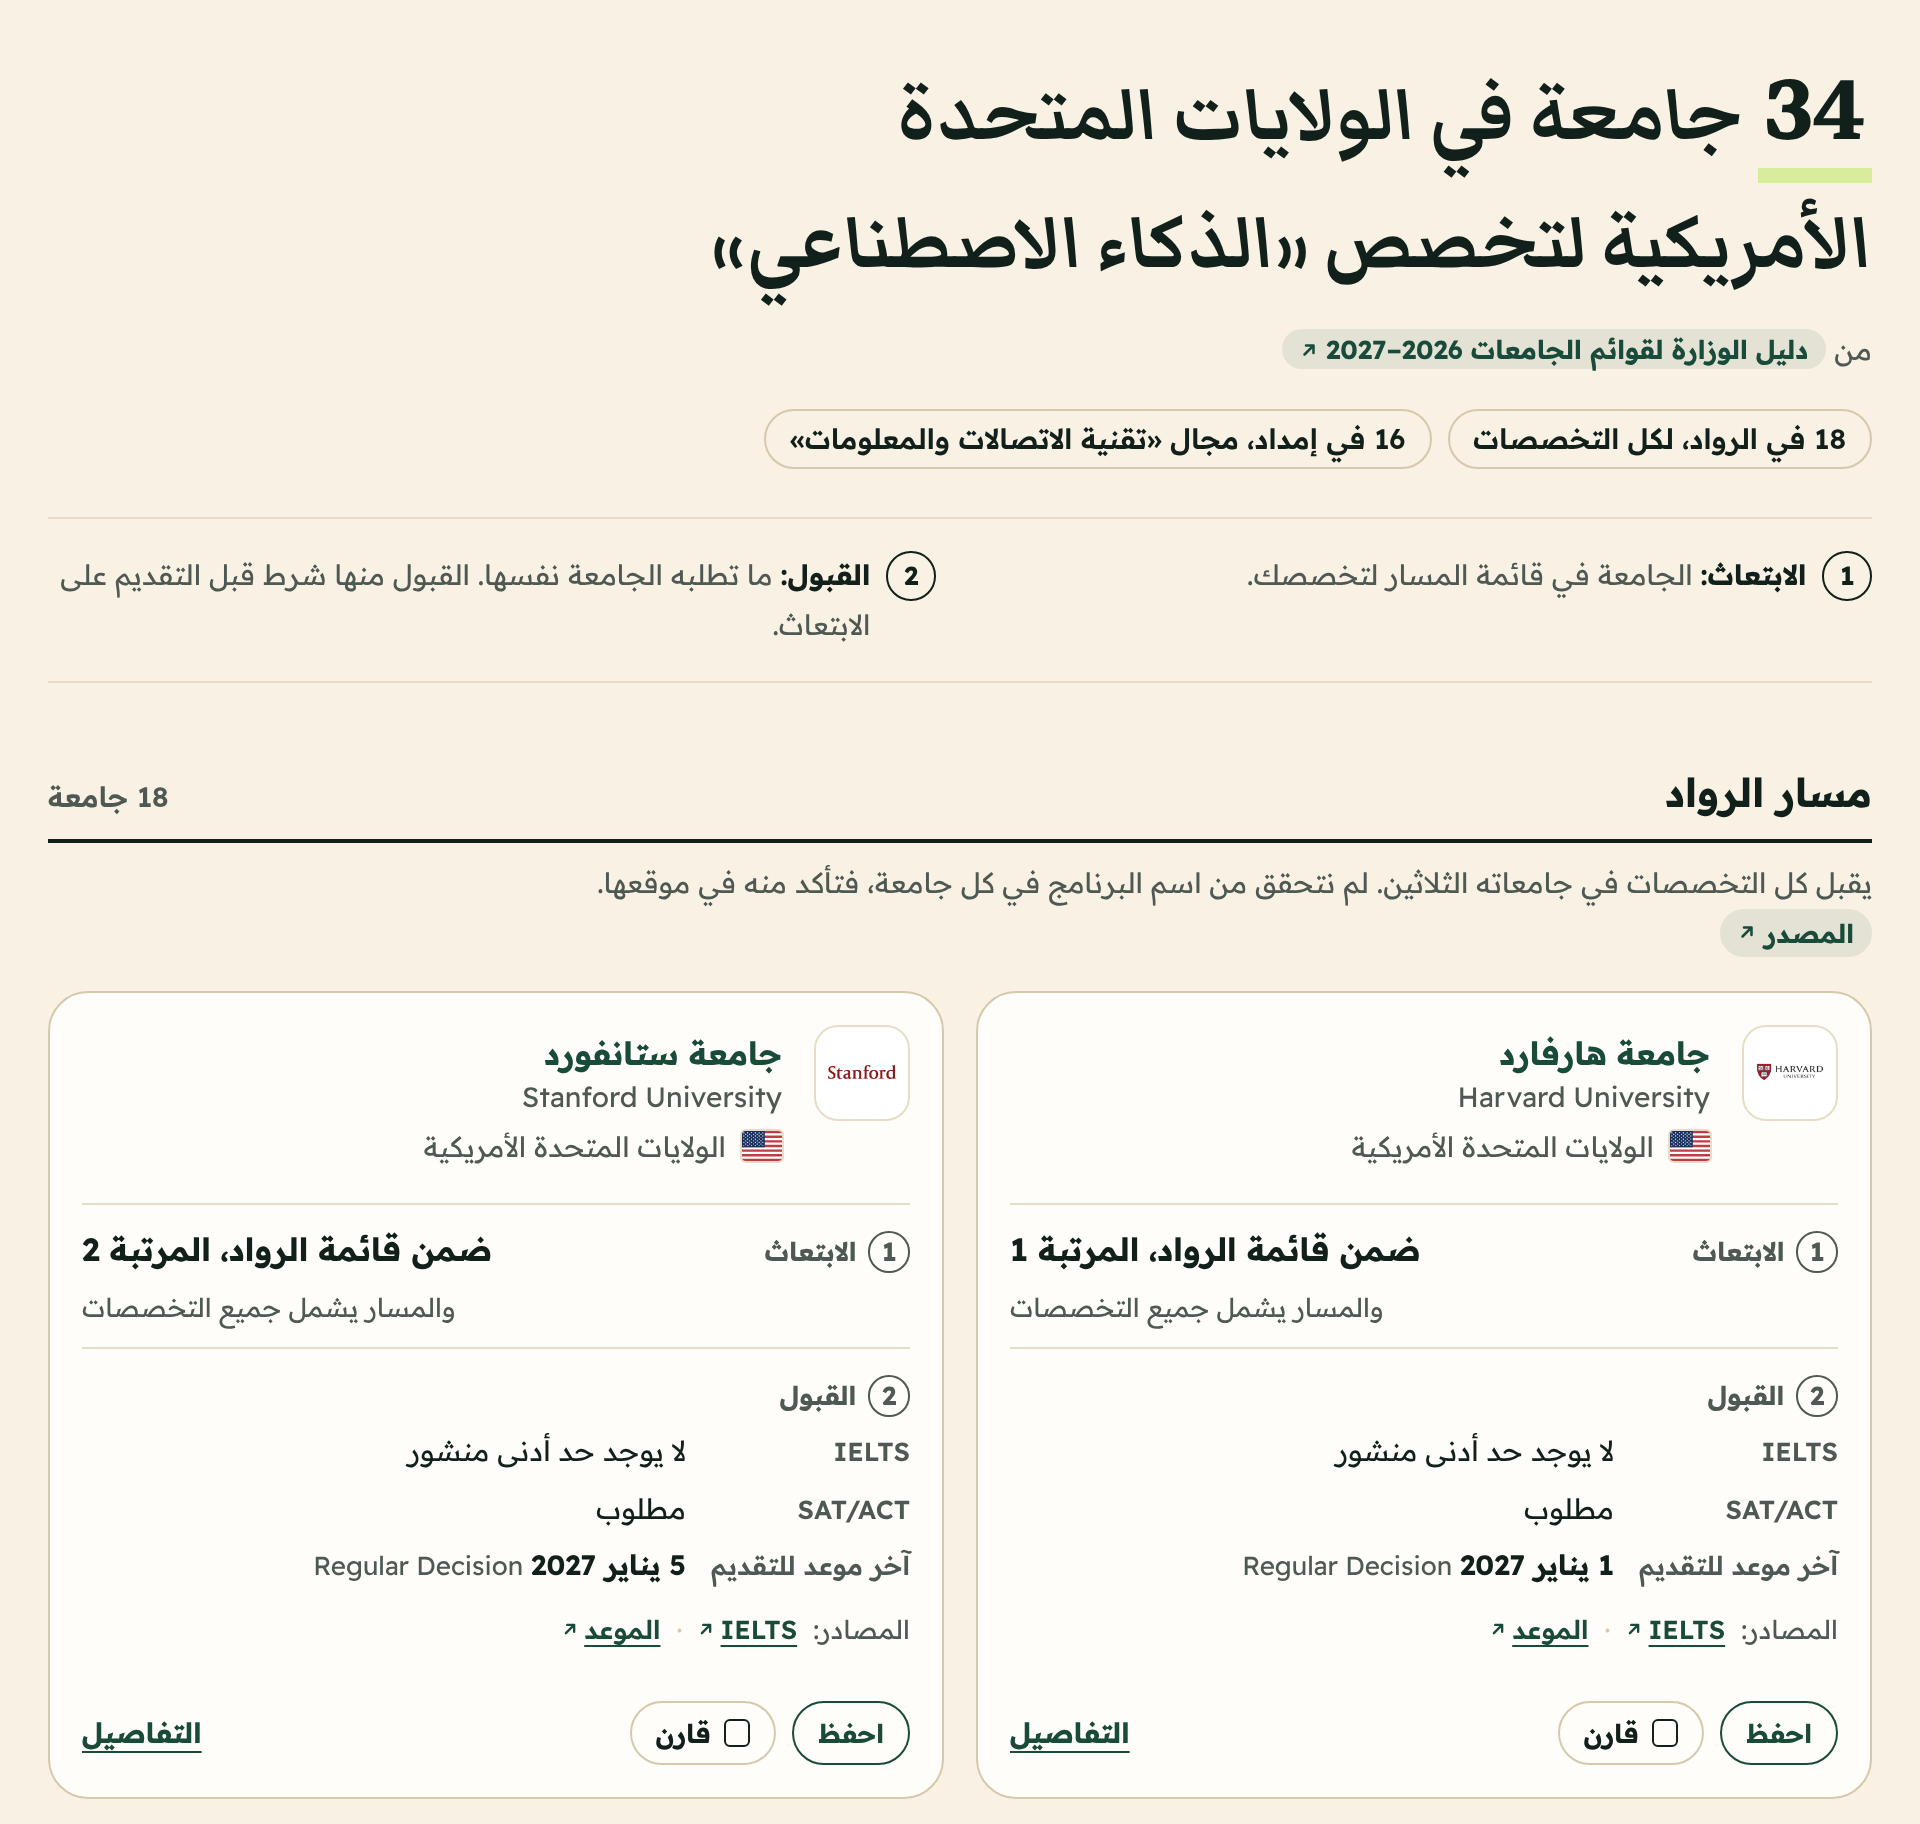 34 جامعة في الولايات المتحدة
الأمريكية لتخصص «الذكاء الاصطناعي»
من دليل الوزارة لقوائم الجامعات 2026–2027 ↗
18 في الرواد، لكل التخصصات
16 في إمداد، مجال «تقنية الاتصالات والمعلومات»
1 الابتعاث: الجامعة في قائمة المسار لتخصصك.
2 القبول: ما تطلبه الجامعة نفسها. القبول منها شرط قبل التقديم على
الابتعاث.
مسار الرواد
18 جامعة
يقبل كل التخصصات في جامعاته الثلاثين. لم نتحقق من اسم البرنامج في كل جامعة، فتأكد منه في موقعها.
المصدر ↗
HARVARD
UNIVERSITY
جامعة هارفارد
Harvard University
الولايات المتحدة الأمريكية
1 الابتعاث
ضمن قائمة الرواد، المرتبة 1
والمسار يشمل جميع التخصصات
2 القبول
IELTS لا يوجد حد أدنى منشور
SAT/ACT مطلوب
آخر موعد للتقديم 1 يناير 2027 Regular Decision
المصادر: IELTS ↗ · الموعد ↗
احفظ
قارن
التفاصيل
Stanford
جامعة ستانفورد
Stanford University
الولايات المتحدة الأمريكية
1 الابتعاث
ضمن قائمة الرواد، المرتبة 2
والمسار يشمل جميع التخصصات
2 القبول
IELTS لا يوجد حد أدنى منشور
SAT/ACT مطلوب
آخر موعد للتقديم 5 يناير 2027 Regular Decision
المصادر: IELTS ↗ · الموعد ↗
احفظ
قارن
التفاصيل